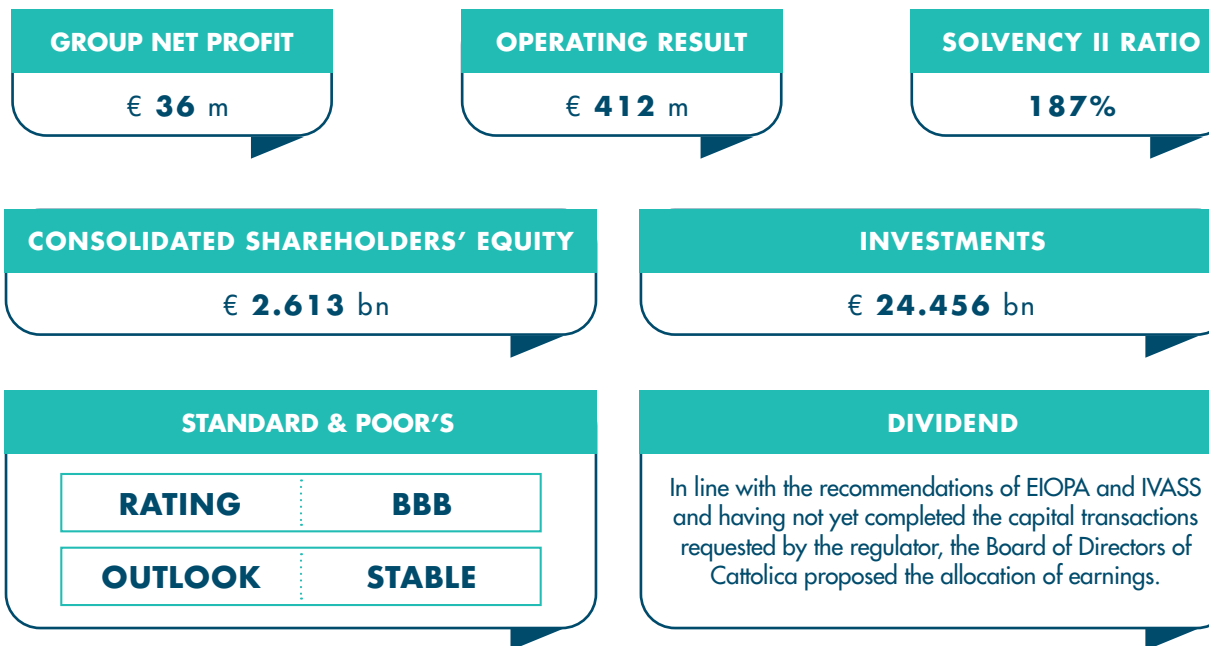 GROUP NET PROFIT
€ 36 m
OPERATING RESULT
€ 412 m
SOLVENCY II RATIO
187%
CONSOLIDATED SHAREHOLDERS’ EQUITY
€ 2.613 bn
INVESTMENTS
€ 24.456 bn
STANDARD & POOR’S
RATING BBB
OUTLOOK STABLE
DIVIDEND
In line with the recommendations of EIOPA and IVASS
and having not yet completed the capital transactions
requested by the regulator, the Board of Directors of
Cattolica proposed the allocation of earnings.